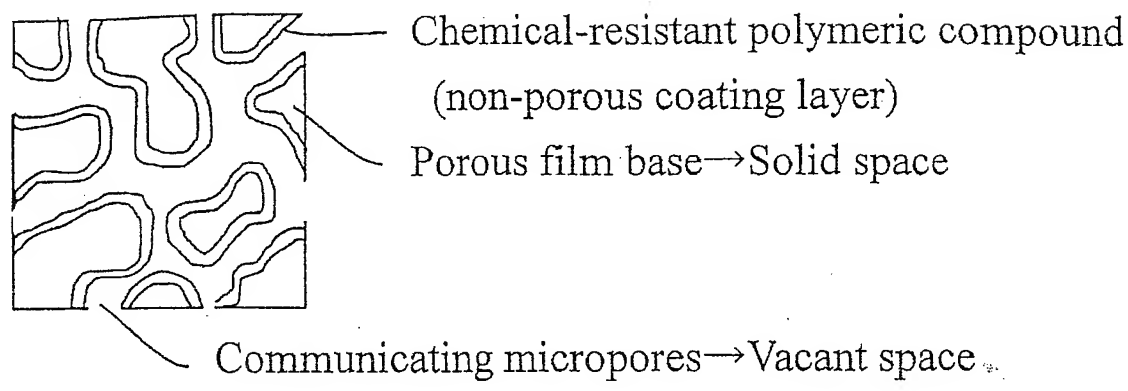 Chemical-resistant polymeric compound
(non-porous coating layer)
Porous film base→Solid space
Communicating micropores→Vacant space